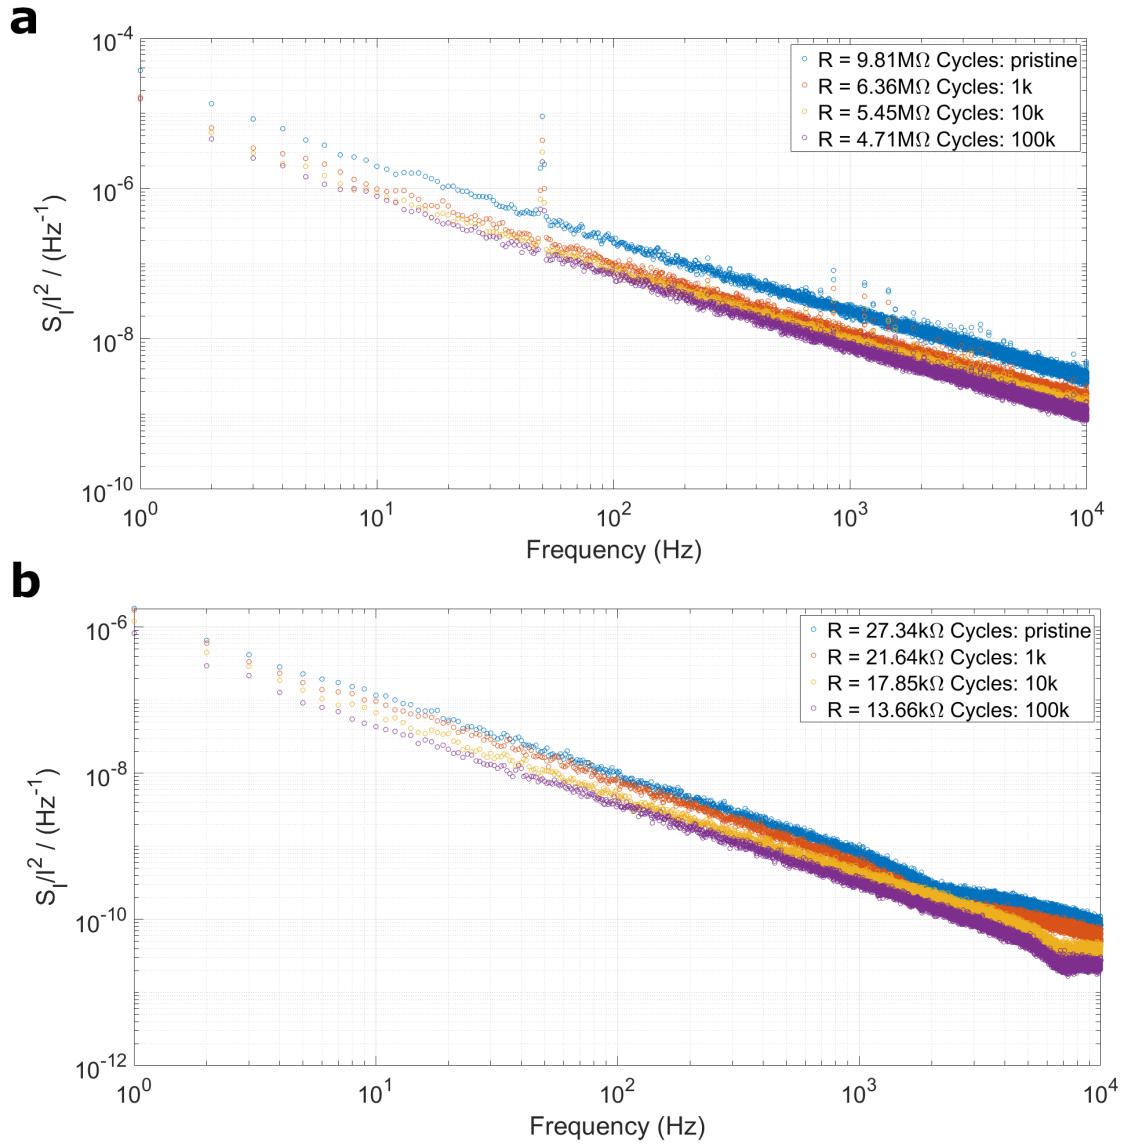 a
10^-4
10^-6
10^-8
10^-10
S_I/I^2 / (Hz^-1)
R = 9.81MΩ Cycles: pristine
R = 6.36MΩ Cycles: 1k
R = 5.45MΩ Cycles: 10k
R = 4.71MΩ Cycles: 100k
10^0 10^1 10^2 10^3 10^4
Frequency (Hz)
b
10^-6
10^-8
10^-10
10^-12
S_I/I^2 / (Hz^-1)
R = 27.34kΩ Cycles: pristine
R = 21.64kΩ Cycles: 1k
R = 17.85kΩ Cycles: 10k
R = 13.66kΩ Cycles: 100k
10^0 10^1 10^2 10^3 10^4
Frequency (Hz)